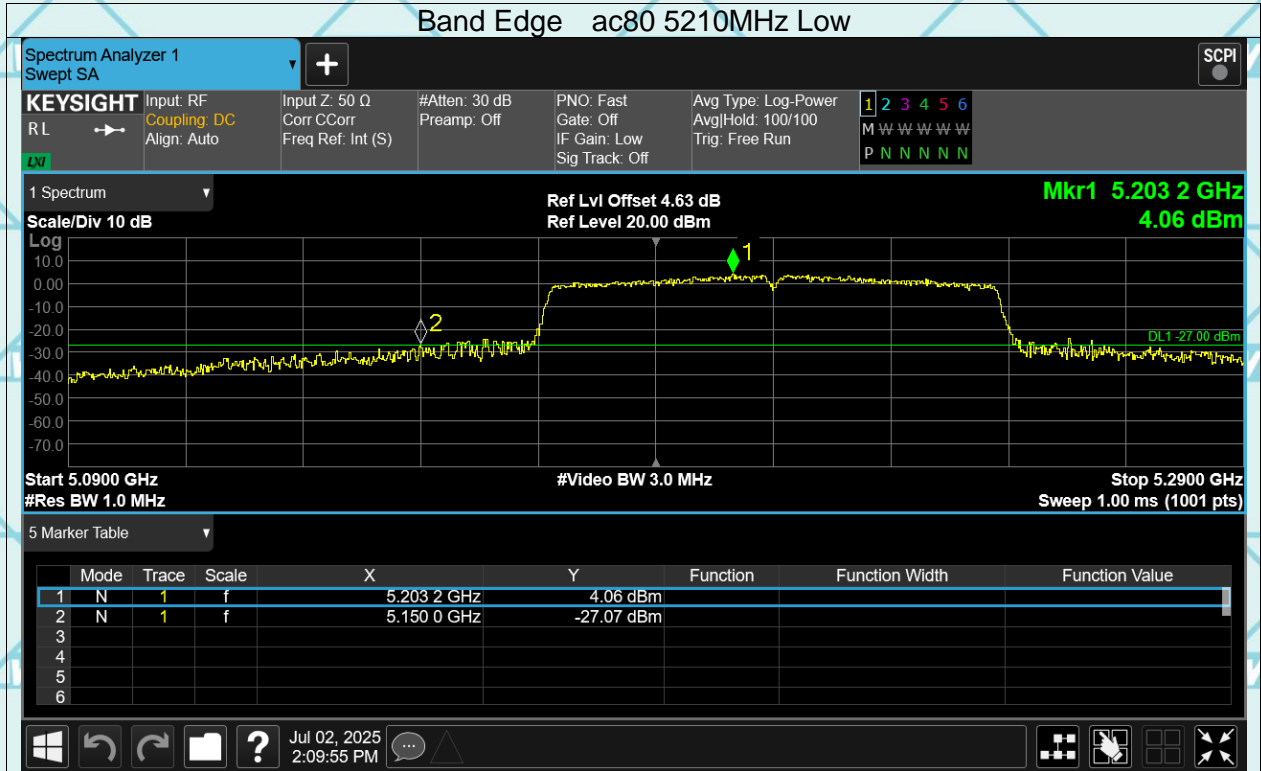 Band Edge ac80 5210MHz Low
Spectrum Analyzer 1
Swept SA
+
SCPI
KEYSIGHT
R L
LXI
Input: RF
Coupling: DC
Align: Auto
Input Z: 50 Ω
Corr CCorr
Freq Ref: Int (S)
#Atten: 30 dB
Preamp: Off
PNO: Fast
Gate: Off
IF Gain: Low
Sig Track: Off
Avg Type: Log-Power
Avg|Hold: 100/100
Trig: Free Run
1 2 3 4 5 6
M W W W W W
P N N N N N
1 Spectrum
Scale/Div 10 dB
Ref Lvl Offset 4.63 dB
Ref Level 20.00 dBm
Mkr1 5.203 2 GHz
4.06 dBm
Log
10.0
0.00
-10.0
-20.0
-30.0
-40.0
-50.0
-60.0
-70.0
1
2
DL1 -27.00 dBm
Start 5.0900 GHz
#Video BW 3.0 MHz
Stop 5.2900 GHz
#Res BW 1.0 MHz
Sweep 1.00 ms (1001 pts)
5 Marker Table
Mode Trace Scale X Y Function Function Width Function Value
1 N 1 f 5.203 2 GHz 4.06 dBm
2 N 1 f 5.150 0 GHz -27.07 dBm
3
4
5
6
?
Jul 02, 2025
2:09:55 PM